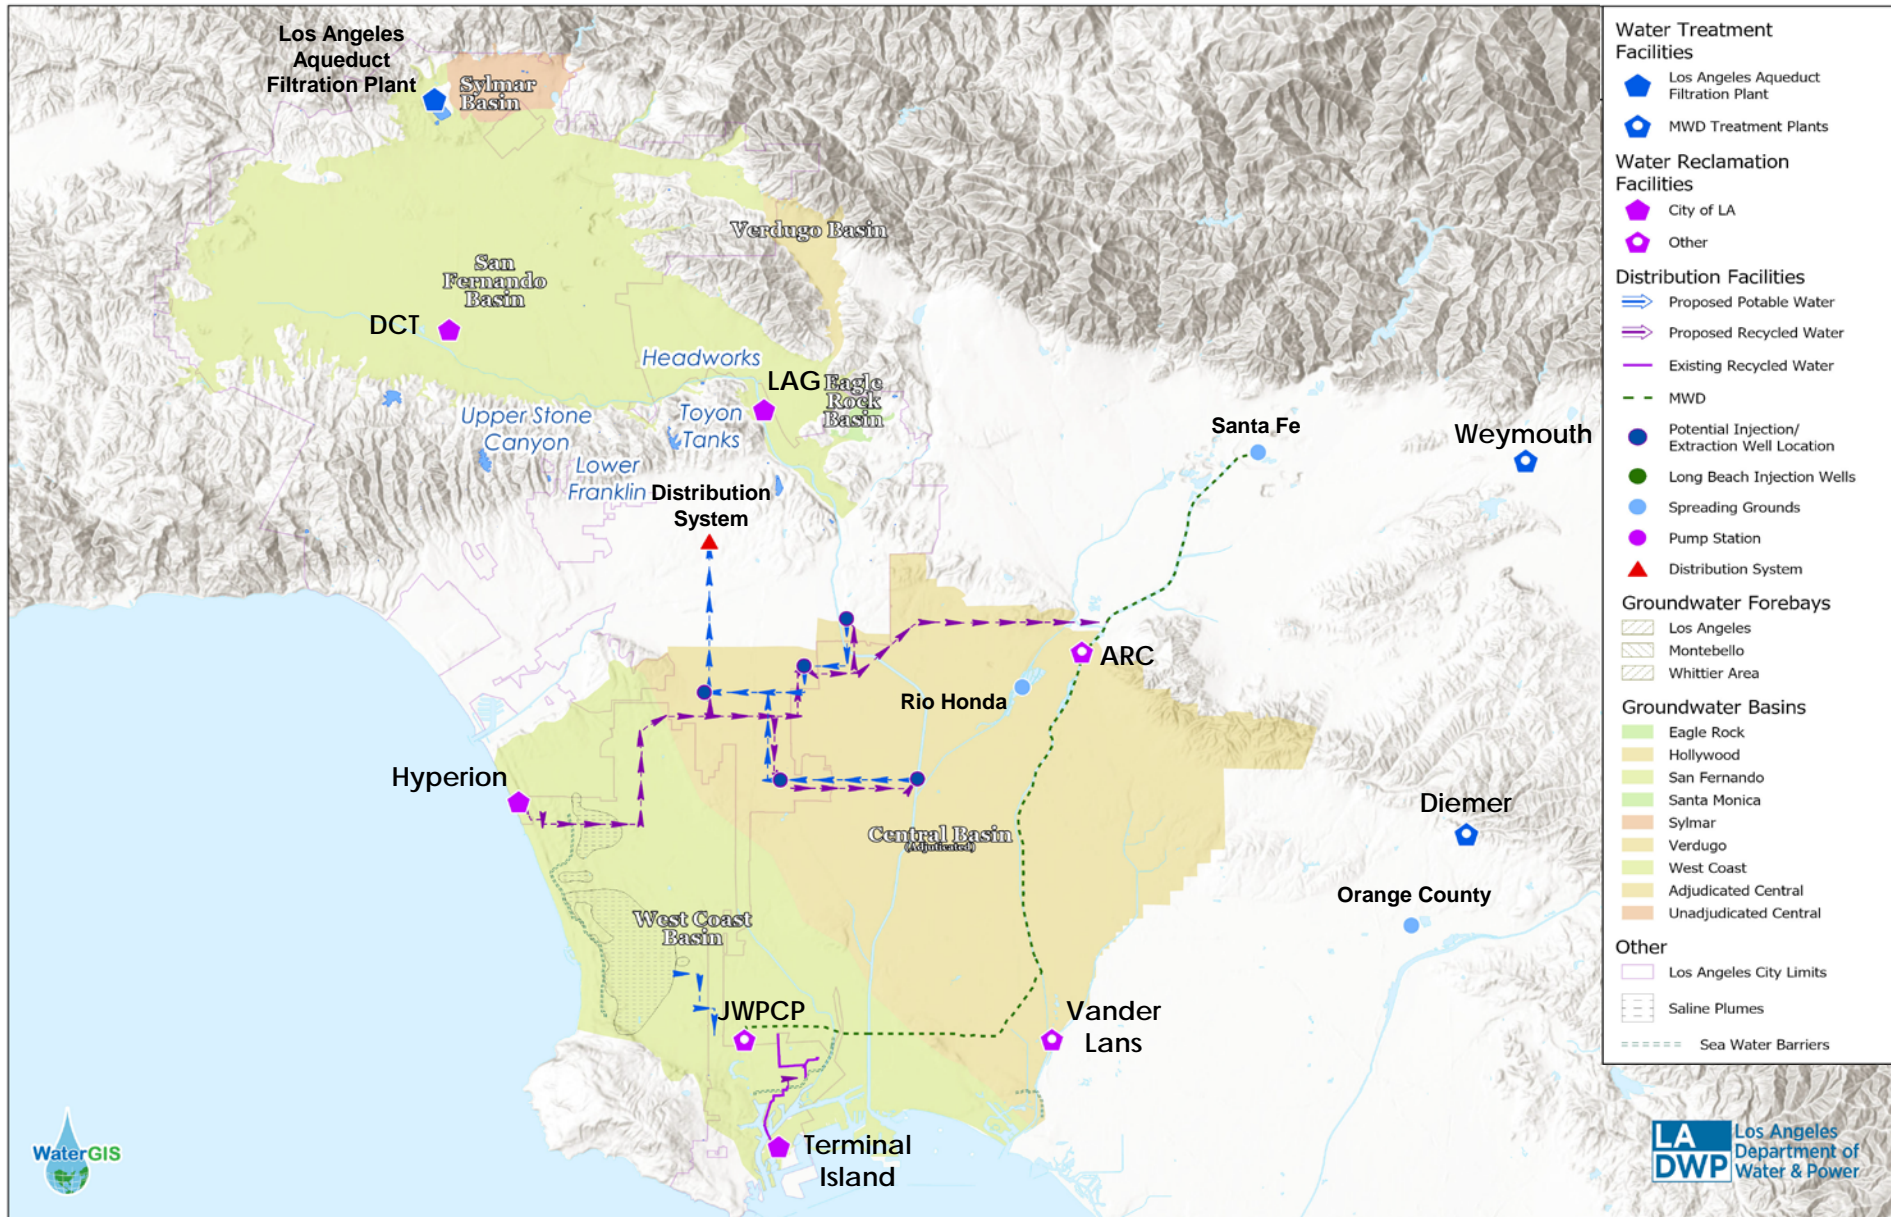 Los Angeles
Aqueduct
Filtration Plant
Sylmar
Basin
Verdugo Basin
San
Fernando
Basin
DCT
Headworks
LAG
Eagle
Rock
Basin
Upper Stone
Canyon
Toyon
Tanks
Lower
Franklin
Distribution
System
Santa Fe
Weymouth
ARC
Rio Honda
Hyperion
Central Basin
(Adjudicated)
Diemer
Orange County
West Coast
Basin
JWPCP
Vander
Lans
Terminal
Island
WaterGIS
Water Treatment
Facilities
Los Angeles Aqueduct
Filtration Plant
MWD Treatment Plants
Water Reclamation
Facilities
City of LA
Other
Distribution Facilities
Proposed Potable Water
Proposed Recycled Water
Existing Recycled Water
MWD
Potential Injection/
Extraction Well Location
Long Beach Injection Wells
Spreading Grounds
Pump Station
Distribution System
Groundwater Forebays
Los Angeles
Montebello
Whittier Area
Groundwater Basins
Eagle Rock
Hollywood
San Fernando
Santa Monica
Sylmar
Verdugo
West Coast
Adjudicated Central
Unadjudicated Central
Other
Los Angeles City Limits
Saline Plumes
Sea Water Barriers
LA
DWP
Los Angeles
Department of
Water & Power